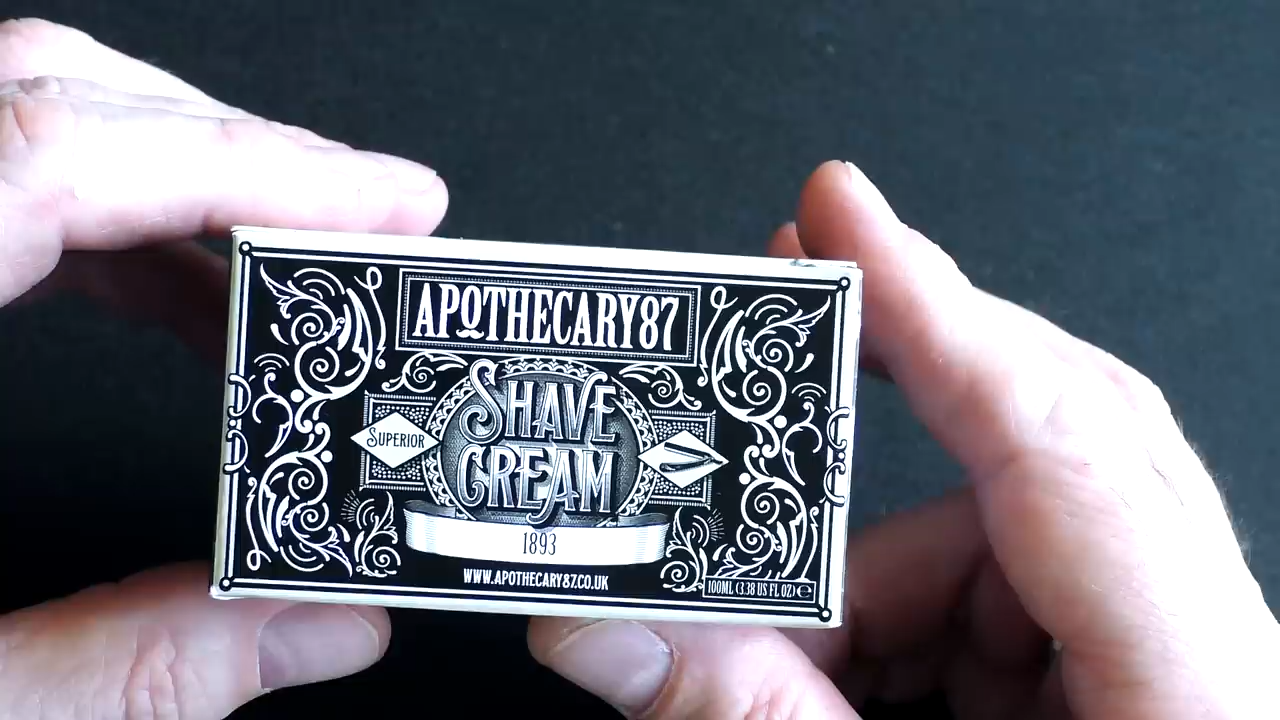 APOTHECARY87
SHAVE
SUPERIOR
CREAM
1893
WWW.APOTHECARY87.CO.UK
100ML (3.38 US FL OZ) ℮